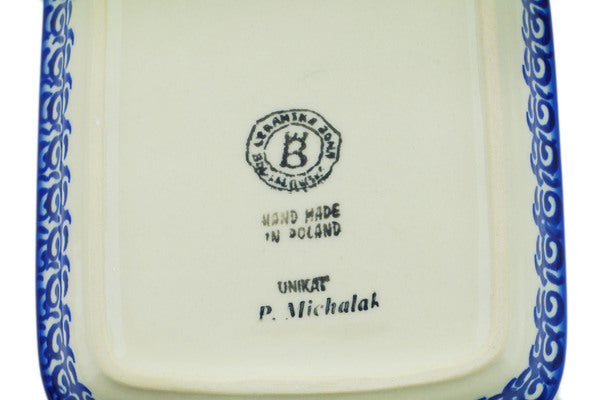 B
HAND MADE
IN POLAND
UNIKAT
P. Michalak